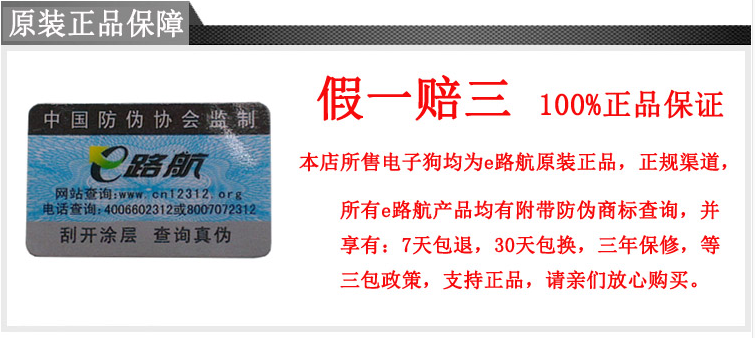 原装正品保障
中国防伪协会监制
e路航
网站查询:www.cn12312.org
电话查询:4006602312或8007072312
刮开涂层 查询真伪
假一赔三 100%正品保证
本店所售电子狗均为e路航原装正品，正规渠道，
所有e路航产品均有附带防伪商标查询，并
享有：7天包退，30天包换，三年保修，等
三包政策，支持正品，请亲们放心购买。